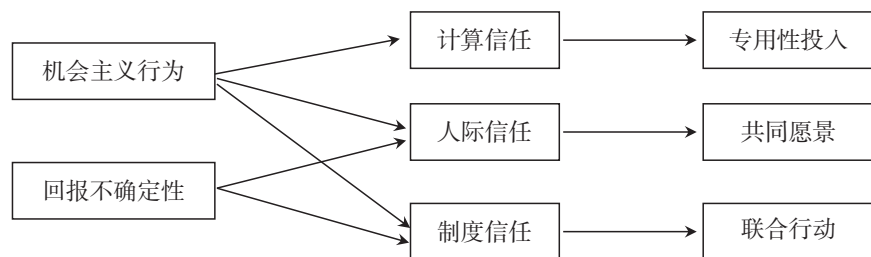 机会主义行为
回报不确定性
计算信任
人际信任
制度信任
专用性投入
共同愿景
联合行动